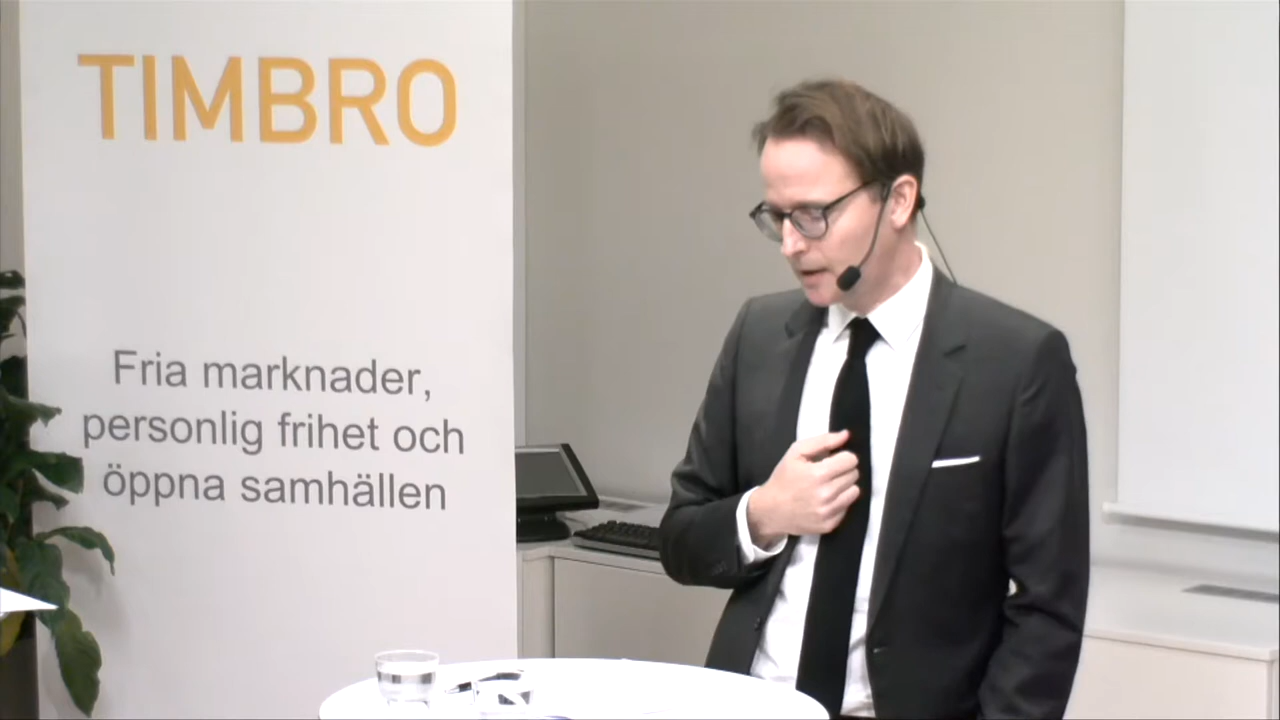 TIMBRO
Fria marknader,
personlig frihet och
öppna samhällen